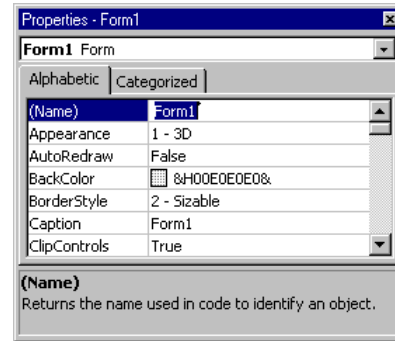 Properties - Form1
Form1 Form
Alphabetic Categorized
(Name) Form1
Appearance 1 - 3D
AutoRedraw False
BackColor &H00E0E0E0&
BorderStyle 2 - Sizable
Caption Form1
ClipControls True
(Name)
Returns the name used in code to identify an object.